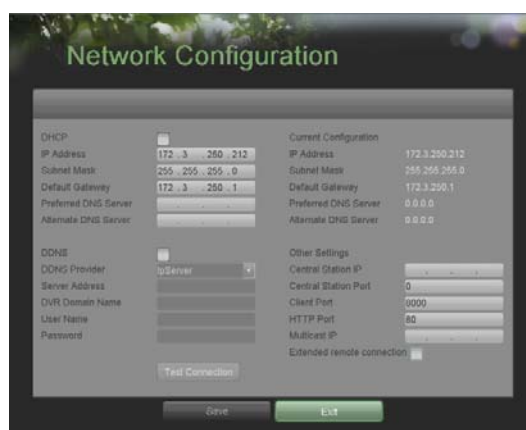 Network Configuration
DHCP
IP Address 172 . 3 . 250 . 212
Subnet Mask 255 . 255 . 255 . 0
Default Gateway 172 . 3 . 250 . 1
Preferred DNS Server . . .
Alternate DNS Server . . .
Current Configuration
IP Address 172.3.250.212
Subnet Mask 255.255.255.0
Default Gateway 172.3.250.1
Preferred DNS Server 0.0.0.0
Alternate DNS Server 0.0.0.0
DDNS
DDNS Provider IpServer
Server Address
DVR Domain Name
User Name
Password
Test Connection
Other Settings
Central Station IP . . .
Central Station Port 0
Client Port
HTTP Port 80
Multicast IP . . .
Extended remote connection
Save Exit